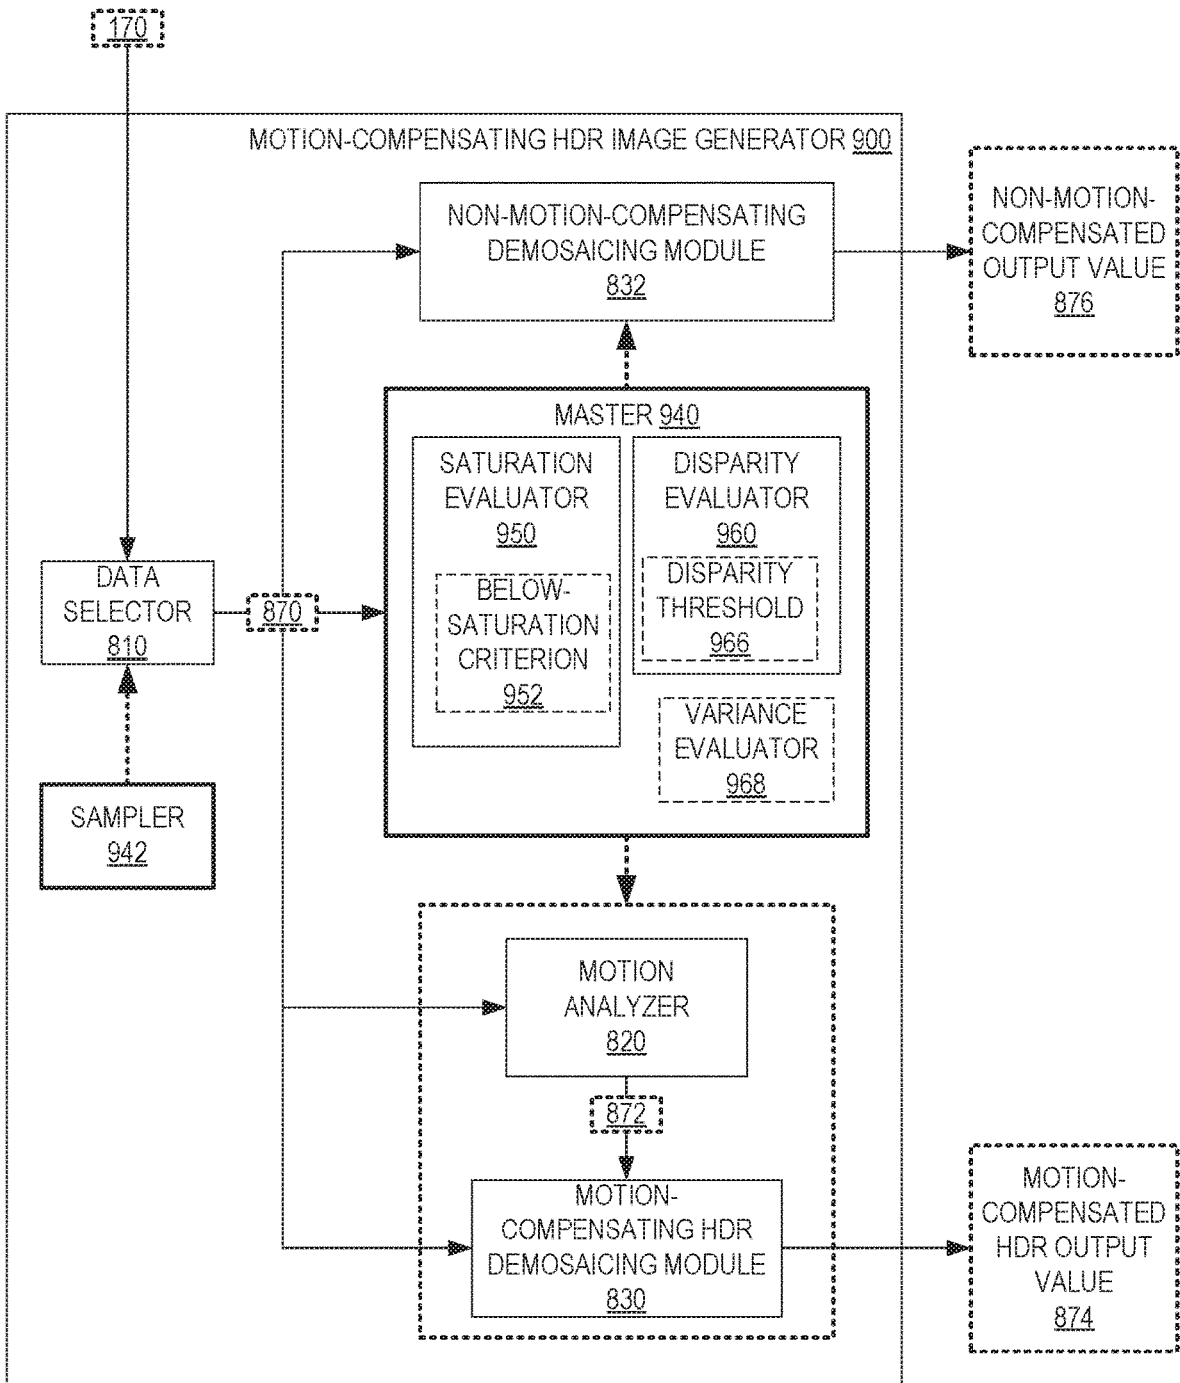 170
MOTION-COMPENSATING HDR IMAGE GENERATOR 900
NON-MOTION-COMPENSATING
DEMOSAICING MODULE
832
NON-MOTION-
COMPENSATED
OUTPUT VALUE
876
MASTER 940
SATURATION
EVALUATOR
950
BELOW-
SATURATION
CRITERION
952
DISPARITY
EVALUATOR
960
DISPARITY
THRESHOLD
966
VARIANCE
EVALUATOR
968
DATA
SELECTOR
810
870
SAMPLER
942
MOTION
ANALYZER
820
872
MOTION-
COMPENSATING HDR
DEMOSAICING MODULE
830
MOTION-
COMPENSATED
HDR OUTPUT
VALUE
874